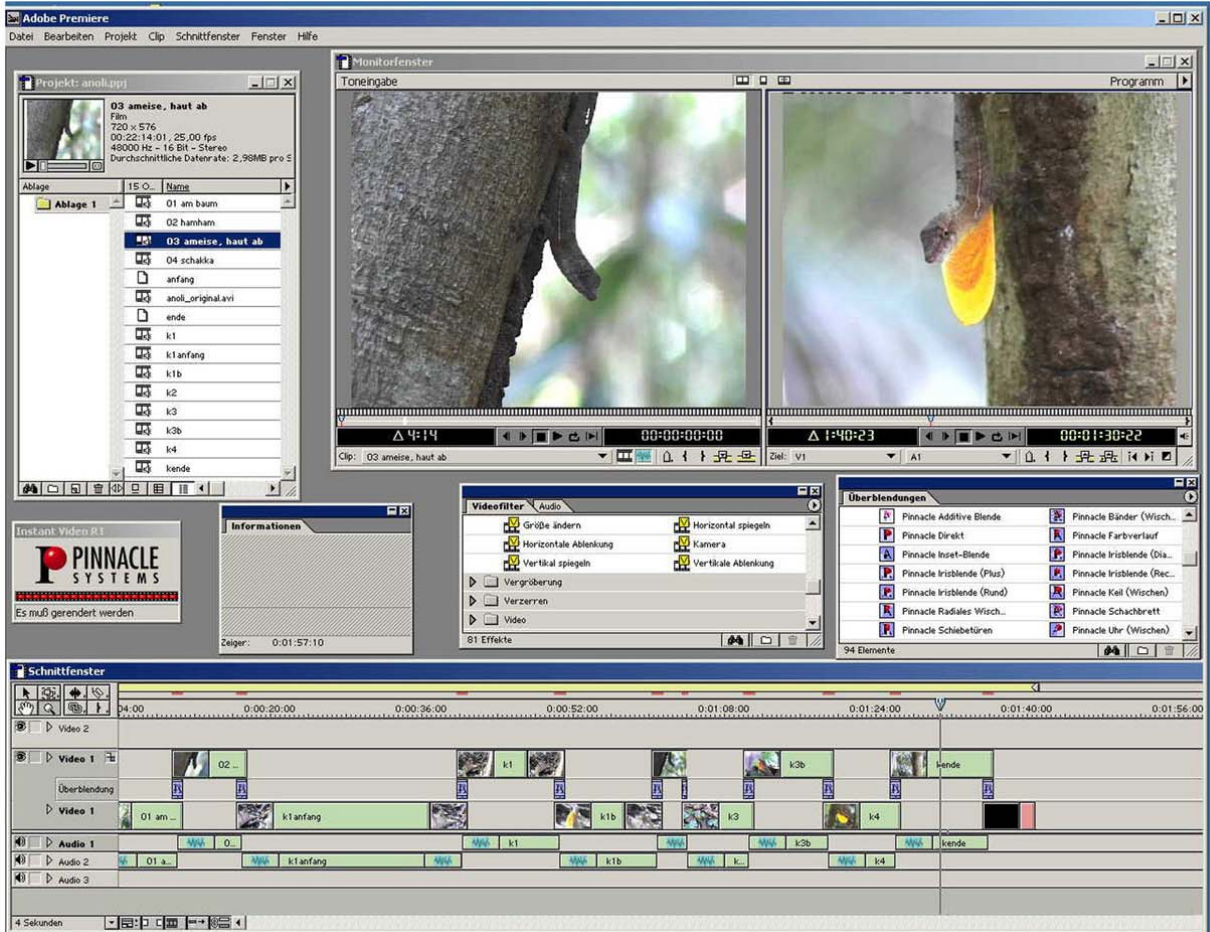 Adobe Premiere
Datei Bearbeiten Projekt Clip Schnittfenster Fenster Hilfe
Projekt: anoli.ppj
03 ameise, haut ab
Film
720 x 576
00:22:14:01, 25,00 fps
48000 Hz - 16 Bit - Stereo
Durchschnittliche Datenrate: 2,98MB pro S
Ablage 15 O... Name
Ablage 1
01 am baum
02 hamham
03 ameise, haut ab
04 schakka
anfang
anoli_original.avi
ende
k1
k1anfang
k1b
k2
k3
k3b
k4
kende
Monitorfenster
Toneingabe
Programm
Δ 4:14
00:00:00:00
Δ 1:40:23
00:01:30:22
Clip: 03 ameise, haut ab
Ziel: V1
A1
Instant Video R1
PINNACLE
SYSTEMS
Es muß gerendert werden
Informationen
Zeiger: 0:01:57:10
Videofilter Audio
Größe ändern
Horizontal spiegeln
Horizontale Ablenkung
Kamera
Vertikal spiegeln
Vertikale Ablenkung
Vergröberung
Verzerren
Video
81 Effekte
Überblendungen
Pinnacle Additive Blende
Pinnacle Bänder (Wisch...
Pinnacle Direkt
Pinnacle Farbverlauf
Pinnacle Inset-Blende
Pinnacle Irisblende (Dia...
Pinnacle Irisblende (Plus)
Pinnacle Irisblende (Rec...
Pinnacle Irisblende (Rund)
Pinnacle Keil (Wischen)
Pinnacle Radiales Wisch...
Pinnacle Schachbrett
Pinnacle Schiebetüren
Pinnacle Uhr (Wischen)
94 Elemente
Schnittfenster
04:00 0:00:20:00 0:00:36:00 0:00:52:00 0:01:08:00 0:01:24:00 0:01:40:00 0:01:56:00
Video 2
Video 1 02 ... k1 k3b kende
Überblendung
Video 1 01 am ... k1anfang k1b k3 k4
Audio 1 0... k1 k3b kende
Audio 2 01 a... k1anfang k1b k... k4
Audio 3
4 Sekunden